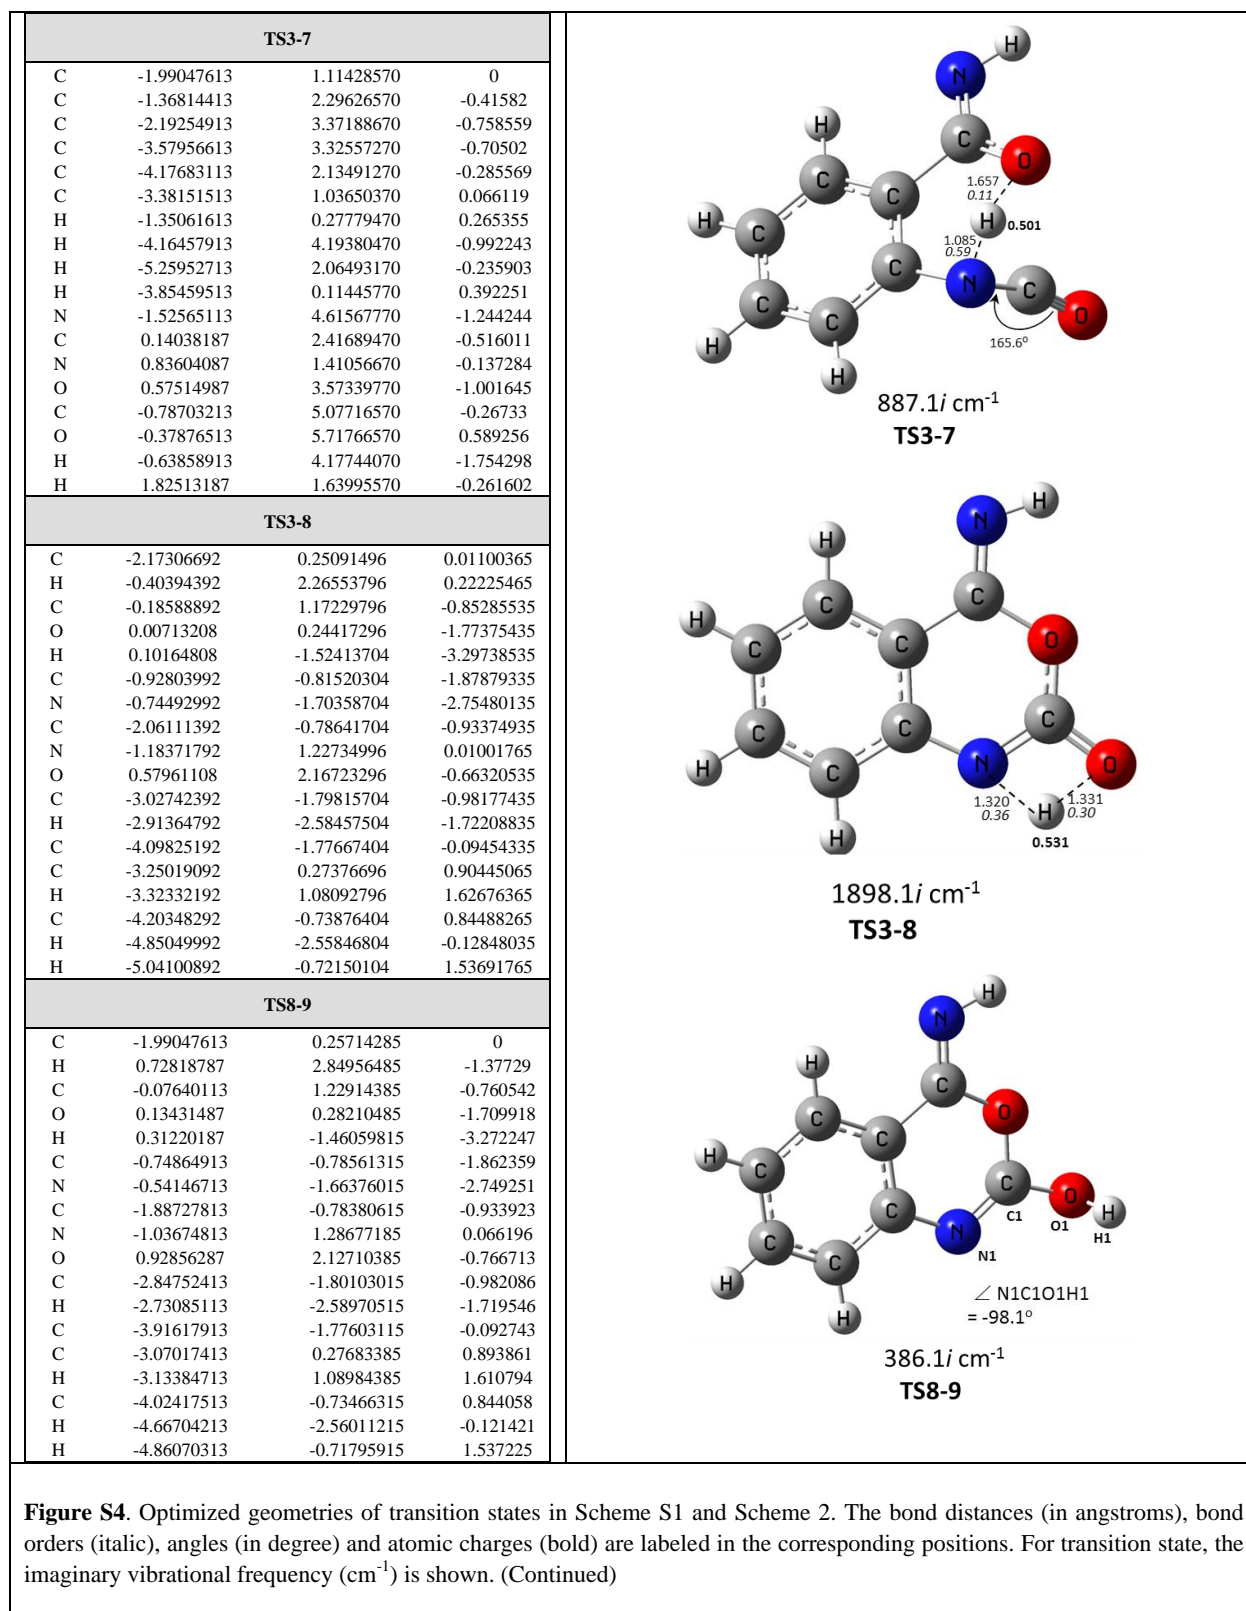 TS3-7
C -1.99047613 1.11428570 0
C -1.36814413 2.29626570 -0.41582
C -2.19254913 3.37188670 -0.758559
C -3.57956613 3.32557270 -0.70502
C -4.17683113 2.13491270 -0.285569
C -3.38151513 1.03650370 0.066119
H -1.35061613 0.27779470 0.265355
H -4.16457913 4.19380470 -0.992243
H -5.25952713 2.06493170 -0.235903
H -3.85459513 0.11445770 0.392251
N -1.52565113 4.61567770 -1.244244
C 0.14038187 2.41689470 -0.516011
N 0.83604087 1.41056670 -0.137284
O 0.57514987 3.57339770 -1.001645
C -0.78703213 5.07716570 -0.26733
O -0.37876513 5.71766570 0.589256
H -0.63858913 4.17744070 -1.754298
H 1.82513187 1.63995570 -0.261602
TS3-8
C -2.17306692 0.25091496 0.01100365
H -0.40394392 2.26553796 0.22225465
C -0.18588892 1.17229796 -0.85285535
O 0.00713208 0.24417296 -1.77375435
H 0.10164808 -1.52413704 -3.29738535
C -0.92803992 -0.81520304 -1.87879335
N -0.74492992 -1.70358704 -2.75480135
C -2.06111392 -0.78641704 -0.93374935
N -1.18371792 1.22734996 0.01001765
O 0.57961108 2.16723296 -0.66320535
C -3.02742392 -1.79815704 -0.98177435
H -2.91364792 -2.58457504 -1.72208835
C -4.09825192 -1.77667404 -0.09454335
C -3.25019092 0.27376696 0.90445065
H -3.32332192 1.08092796 1.62676365
C -4.20348292 -0.73876404 0.84488265
H -4.85049992 -2.55846804 -0.12848035
H -5.04100892 -0.72150104 1.53691765
TS8-9
C -1.99047613 0.25714285 0
H 0.72818787 2.84956485 -1.37729
C -0.07640113 1.22914385 -0.760542
O 0.13431487 0.28210485 -1.709918
H 0.31220187 -1.46059815 -3.272247
C -0.74864913 -0.78561315 -1.862359
N -0.54146713 -1.66376015 -2.749251
C -1.88727813 -0.78380615 -0.933923
N -1.03674813 1.28677185 0.066196
O 0.92856287 2.12710385 -0.766713
C -2.84752413 -1.80103015 -0.982086
H -2.73085113 -2.58970515 -1.719546
C -3.91617913 -1.77603115 -0.092743
C -3.07017413 0.27683385 0.893861
H -3.13384713 1.08984385 1.610794
C -4.02417513 -0.73466315 0.844058
H -4.66704213 -2.56011215 -0.121421
H -4.86070313 -0.71795915 1.537225
H
N
H
C
O
1.657
0.11
C
C
H
H
0.501
C
1.085
0.59
C
N
C
O
C
C
165.6º
H
H
887.1i cm⁻¹
TS3-7
N
H
H
C
C
H
O
C
C
C
C
C
N
O
H
C
1.320
0.36
H
1.331
0.30
H
0.531
1898.1i cm⁻¹
TS3-8
H
N
H
C
O
C
C
H
C
C
O
H
C
C1
O1
H1
N
N1
C
C
H
H
∠ N1C1O1H1
= -98.1º
386.1i cm⁻¹
TS8-9
Figure S4. Optimized geometries of transition states in Scheme S1 and Scheme 2. The bond distances (in angstroms), bond
orders (italic), angles (in degree) and atomic charges (bold) are labeled in the corresponding positions. For transition state, the
imaginary vibrational frequency (cm⁻¹) is shown. (Continued)